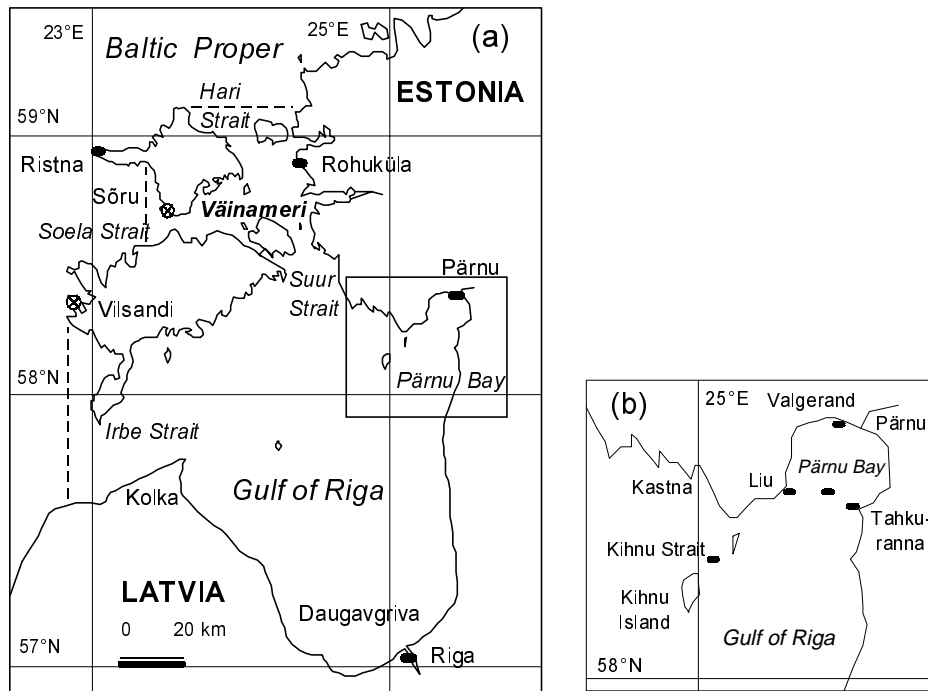 23°E
25°E
(a)
Baltic Proper
Hari
Strait
ESTONIA
59°N
Ristna
Rohuküla
Sõru
Väinameri
Soela Strait
Suur
Strait
Pärnu
Vilsandi
58°N
Pärnu Bay
Irbe Strait
Kolka
Gulf of Riga
LATVIA
0 20 km
Daugavgriva
57°N
Riga
(b)
25°E
Valgerand
Pärnu
Pärnu Bay
Liu
Kastna
Tahku-
ranna
Kihnu Strait
Kihnu
Island
Gulf of Riga
58°N